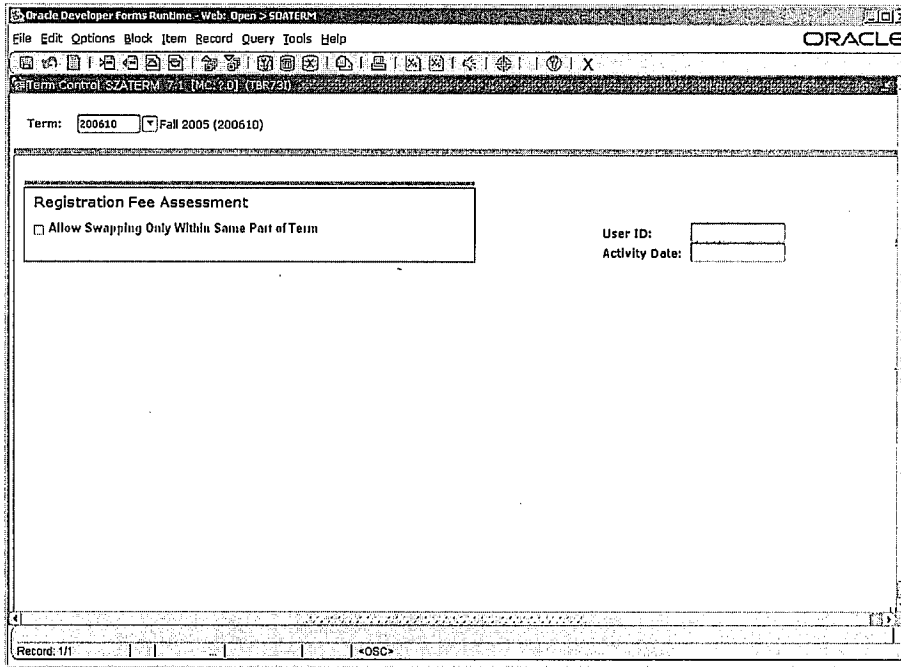 Oracle Developer Forms Runtime - Web: Open > SOATERM
File Edit Options Block Item Record Query Tools Help
ORACLE
X
Term Control SZATERM 7.1 [MC:2.0] (TBR73I)
Term: 200610 Fall 2005 (200610)
Registration Fee Assessment
Allow Swapping Only Within Same Part of Term
User ID:
Activity Date:
Record: 1/1 ... <OSC>